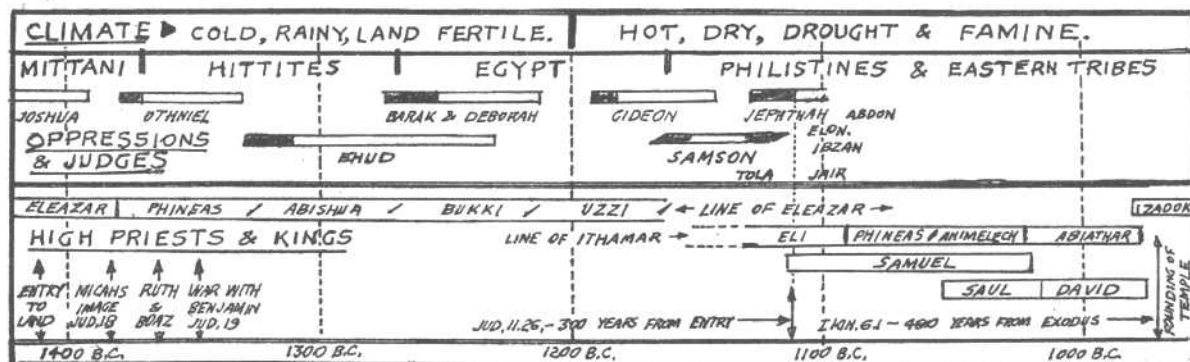 CLIMATE ▶ COLD, RAINY, LAND FERTILE. HOT, DRY, DROUGHT & FAMINE.
MITTANI HITTITES EGYPT PHILISTINES & EASTERN TRIBES
JOSHUA OTHNIEL BARAK & DEBORAH GIDEON JEPHTHAH ABDON
OPPRESSIONS ELON.
& JUDGES EHUD SAMSON IBZAN
TOLA JAIR
ELEAZAR PHINEAS / ABISHUA / BUKKI / UZZI / ← LINE OF ELEAZAR → ZADOK
HIGH PRIESTS & KINGS LINE OF ITHAMAR → ELI PHINEAS / AHIMELECH ABIATHAR
SAMUEL
SAUL DAVID
ENTRY TO LAND
MICAHS IMAGE JUD.18
RUTH & BOAZ
WAR WITH BENJAMIN JUD.19
JUD, 11.26,- 300 YEARS FROM ENTRY →
I KIN. 6.1 - 480 YEARS FROM EXODUS →
FOUNDING OF TEMPLE
1400 B.C. 1300 B.C. 1200 B.C. 1100 B.C. 1000 B.C.